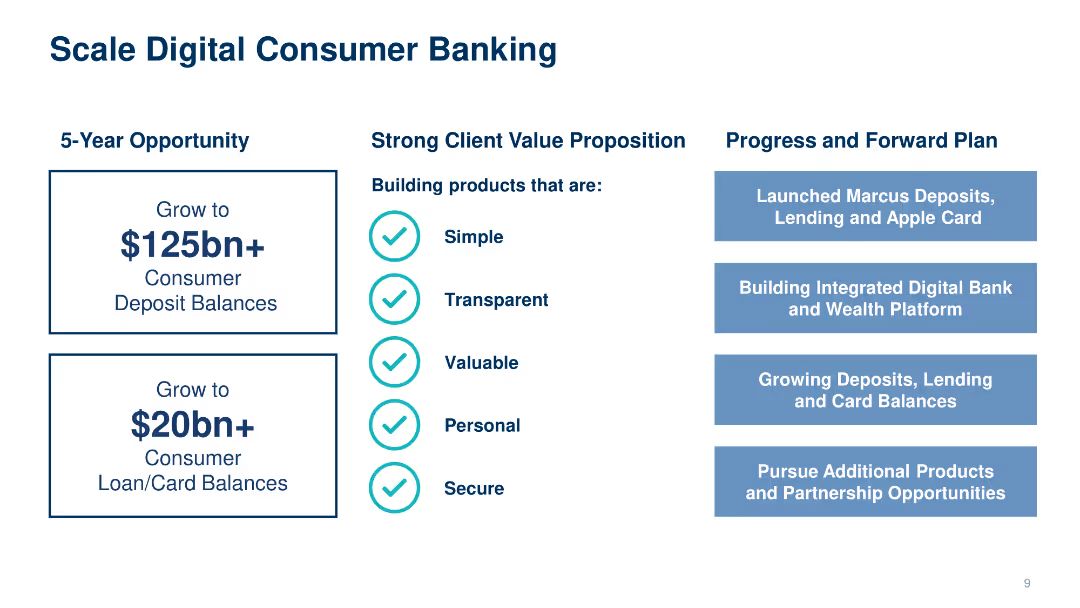 Scale Digital Consumer Banking
5-Year Opportunity
Grow to
$125bn+
Consumer
Deposit Balances
Grow to
$20bn+
Consumer
Loan/Card Balances
Strong Client Value Proposition
Building products that are:
Simple
Transparent
Valuable
Personal
Secure
Progress and Forward Plan
Launched Marcus Deposits,
Lending and Apple Card
Building Integrated Digital Bank
and Wealth Platform
Growing Deposits, Lending
and Card Balances
Pursue Additional Products
and Partnership Opportunities
9